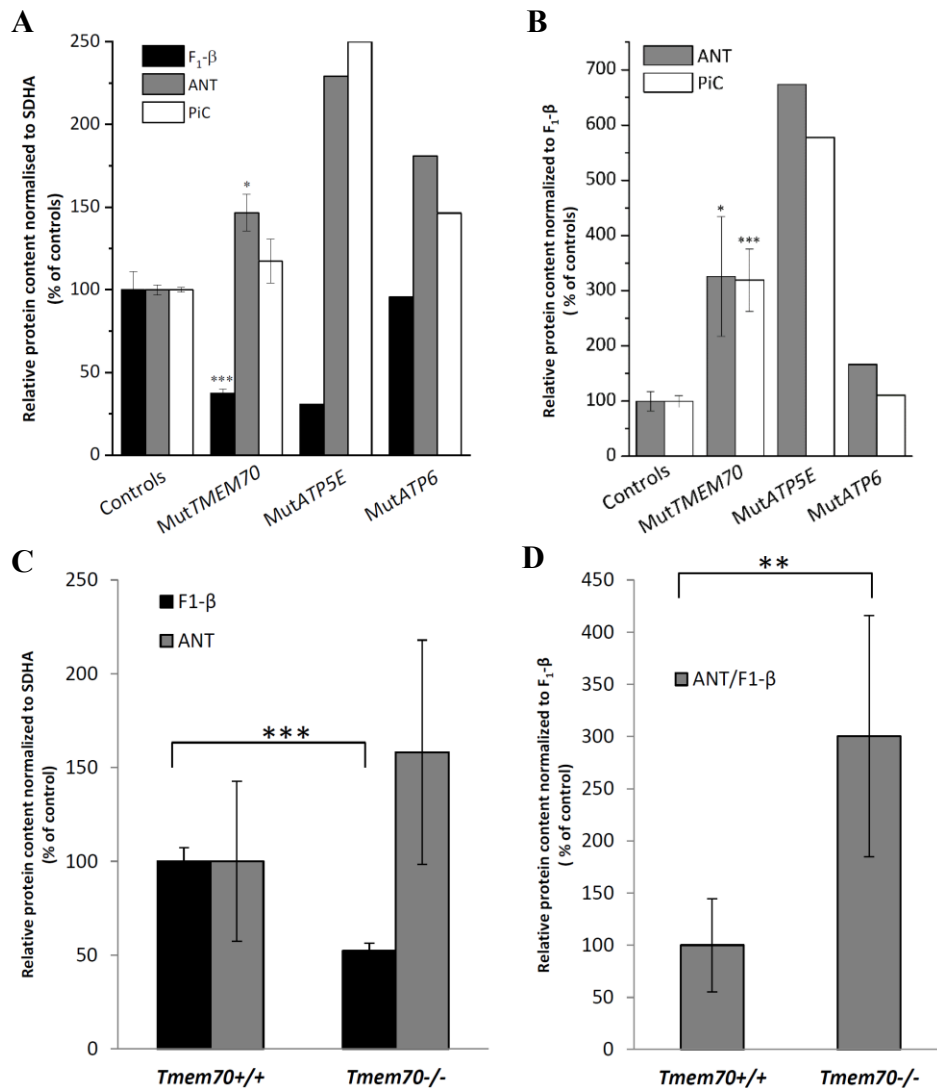 A
Relative protein content normalised to SDHA
(% of controls)
250
200
150
100
50
0
F₁-β
ANT
PiC
*
***
Controls
MutTMEM70
MutATP5E
MutATP6
B
Relative protein content normalized to F₁-β
( % of controls)
700
600
500
400
300
200
100
0
ANT
PiC
*
***
Controls
MutTMEM70
MutATP5E
MutATP6
C
Relative protein content normalized to SDHA
(% of control)
250
200
150
100
50
0
F1-β
ANT
***
Tmem70+/+
Tmem70-/-
D
Relative protein content normalized to F₁-β
( % of control)
450
400
350
300
250
200
150
100
50
0
**
ANT/F1-β
Tmem70+/+
Tmem70-/-